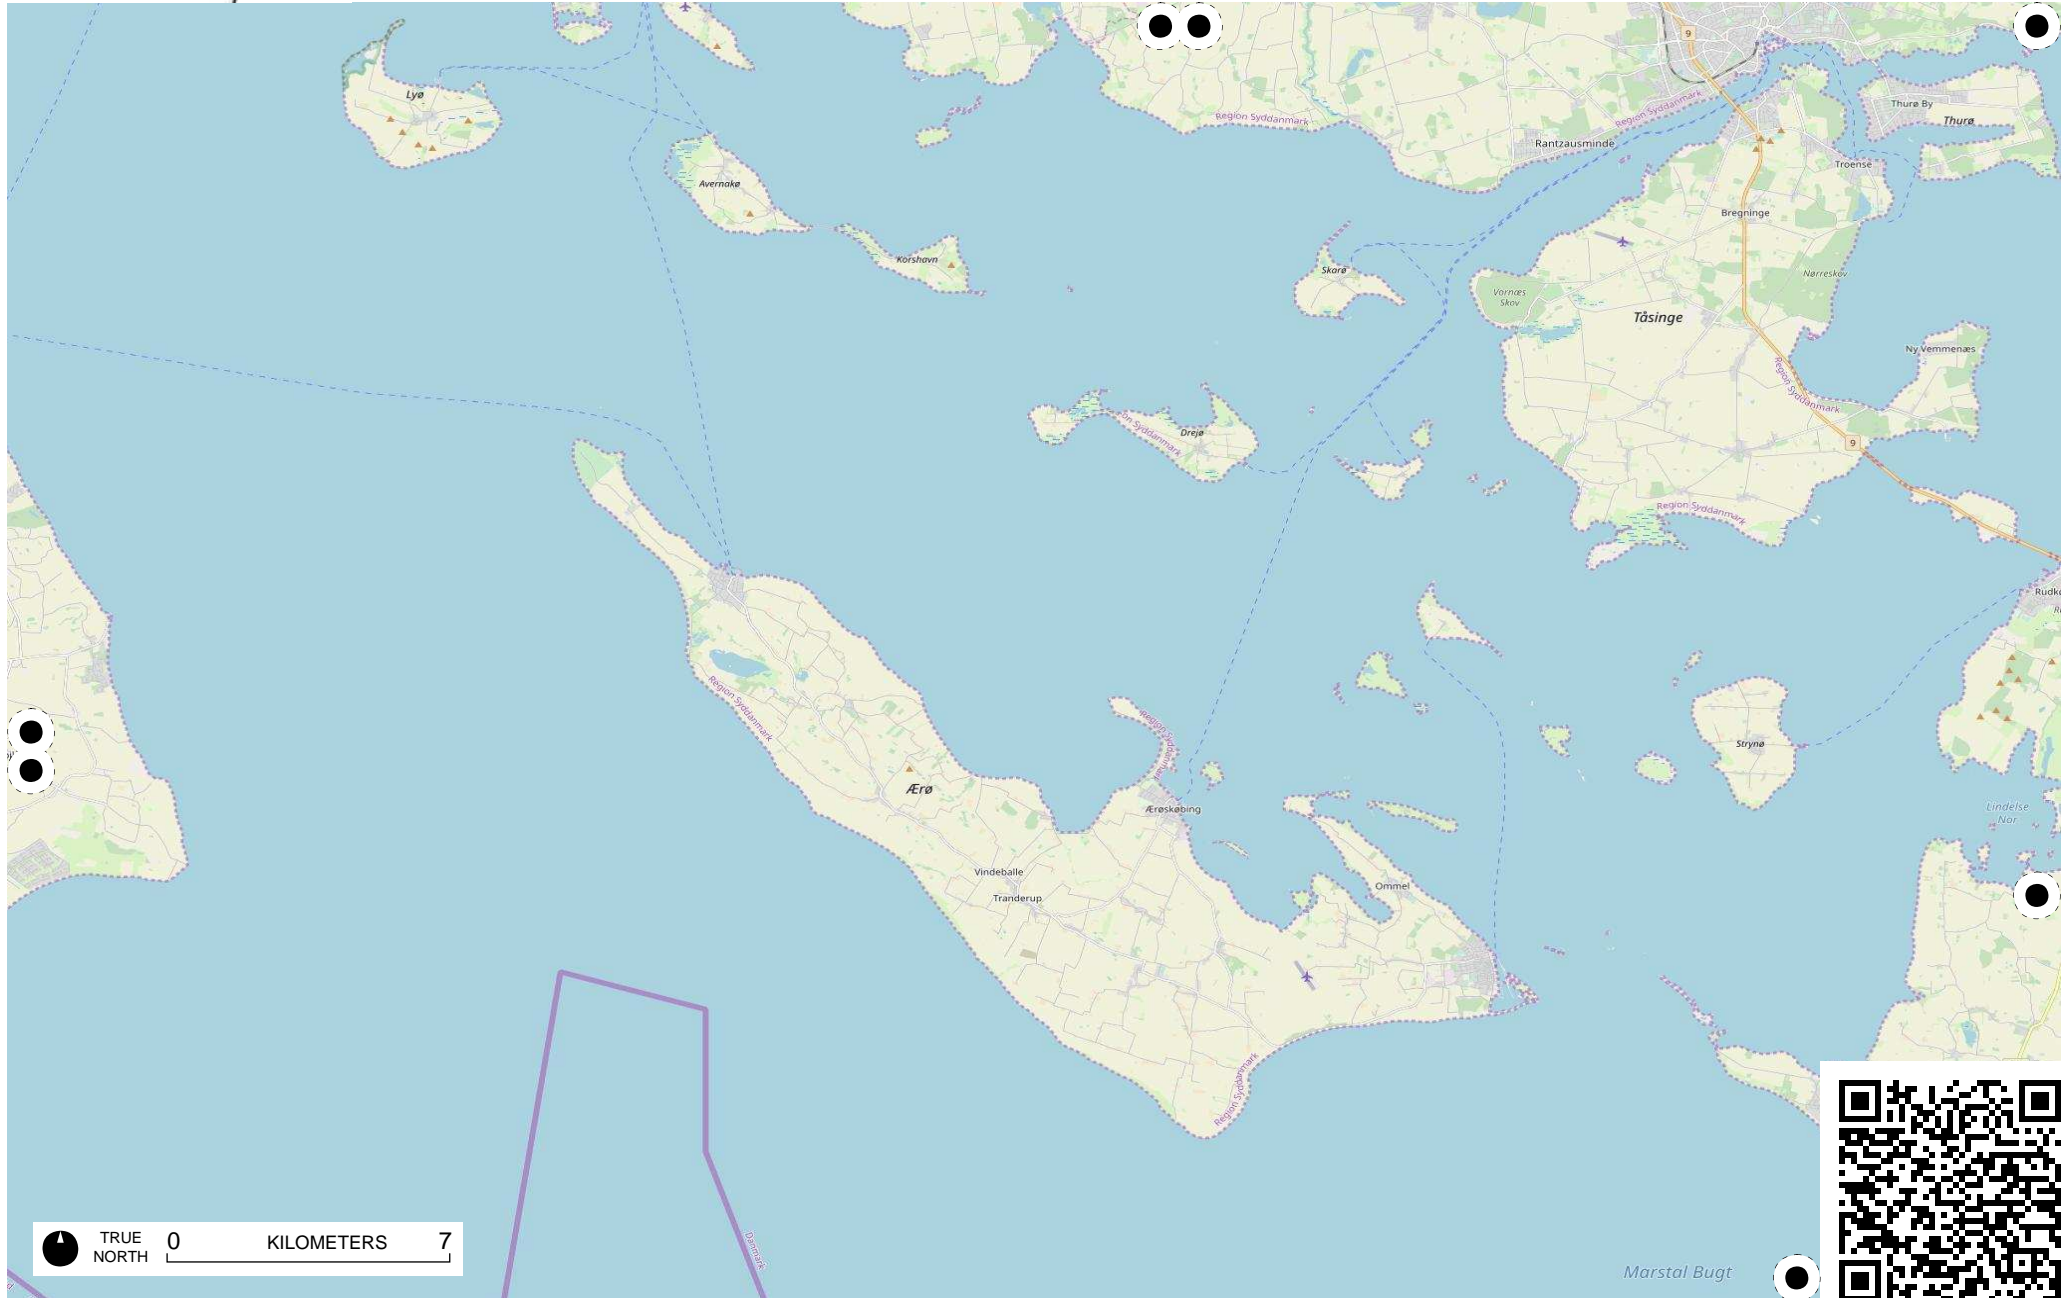 9
Lyø
Thurø By
Region Syddanmark
Region Syddanmark
Thurø
Rantzausminde
Troense
Avernakø
Bregninge
Korshavn
Skarø
Nørreskov
Vornæs
Skov
Tåsinge
Ny Vemmenæs
Region Syddanmark
Drejø
9
Region Syddanmark
Region Syddanmark
Strynø
Region Syddanmark
Ærø
Ærøskøbing
Lindelse
Nor
Vindeballe
Ommel
Tranderup
Region Syddanmark
TRUE
NORTH
0 KILOMETERS 7
Danmark
Marstal Bugt